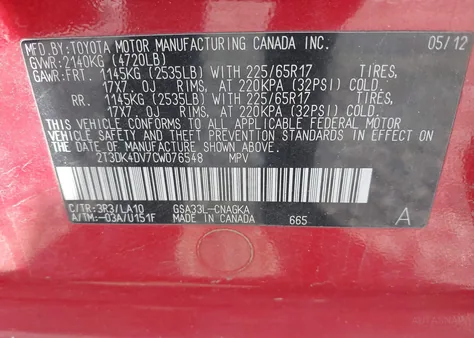 MFD.BY:TOYOTA MOTOR MANUFACTURING CANADA INC. 05/12
GVWR:2140KG (4720LB)
GAWR:FRT. 1145KG (2535LB) WITH 225/65R17 TIRES,
17X7.0J RIMS, AT 220KPA (32PSI) COLD.
RR. 1145KG (2535LB) WITH 225/65R17 TIRES,
17X7.0J RIMS, AT 220KPA (32PSI) COLD.
THIS VEHICLE CONFORMS TO ALL APPLICABLE FEDERAL MOTOR
VEHICLE SAFETY AND THEFT PREVENTION STANDARDS IN EFFECT ON
THE DATE OF MANUFACTURE SHOWN ABOVE.
2T3DK4DV7CW076548 MPV
C/TR:3R3/LA10 GSA33L-CNAGKA
A/TM:-03A/U151F MADE IN CANADA 665 A